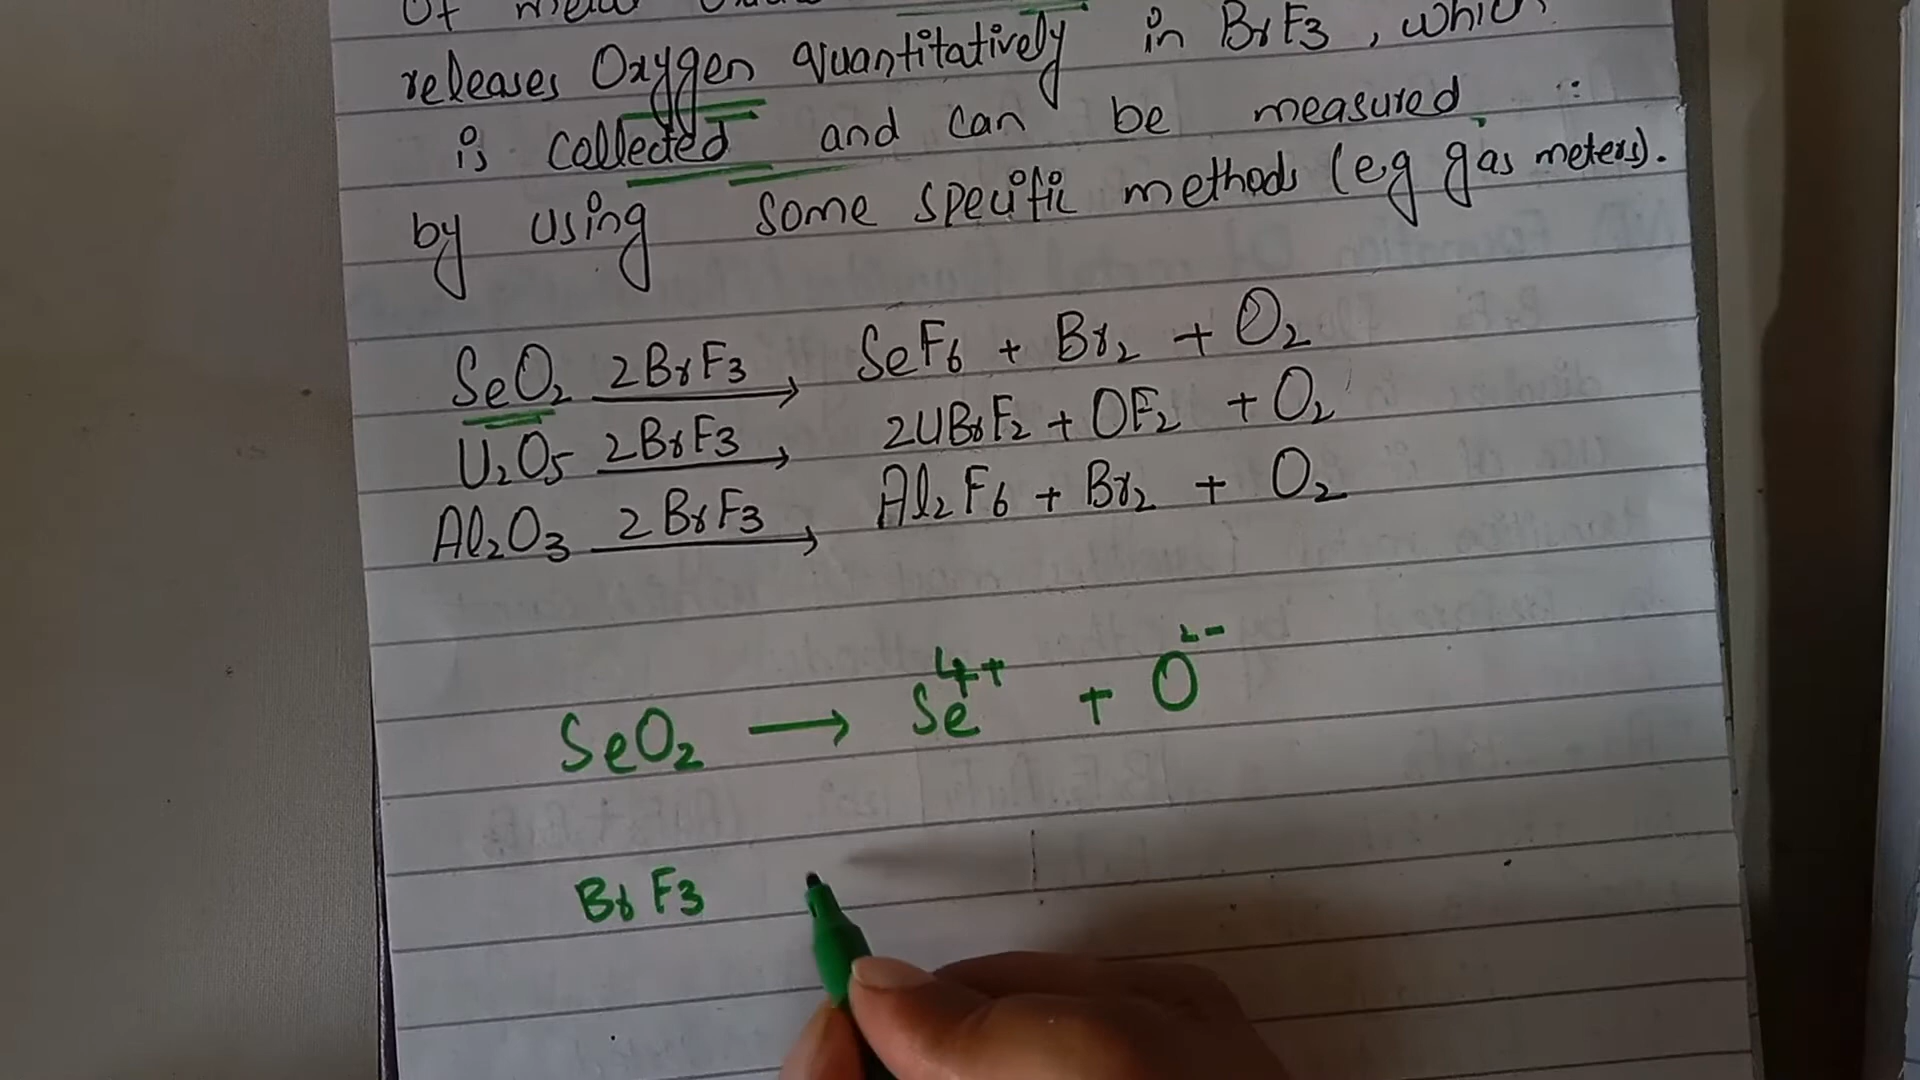 Of metal
releases Oxygen quantitatively in BrF3, which
is collected and can be measured
by using some specific methods (e.g gas meters).
SeO2 2BrF3 → SeF6 + Br2 + O2
U2O5 2BrF3 → 2UBrF2 + OF2 + O2
Al2O3 2BrF3 → Al2F6 + Br2 + O2
SeO2 → Se4+ + O2-
BrF3